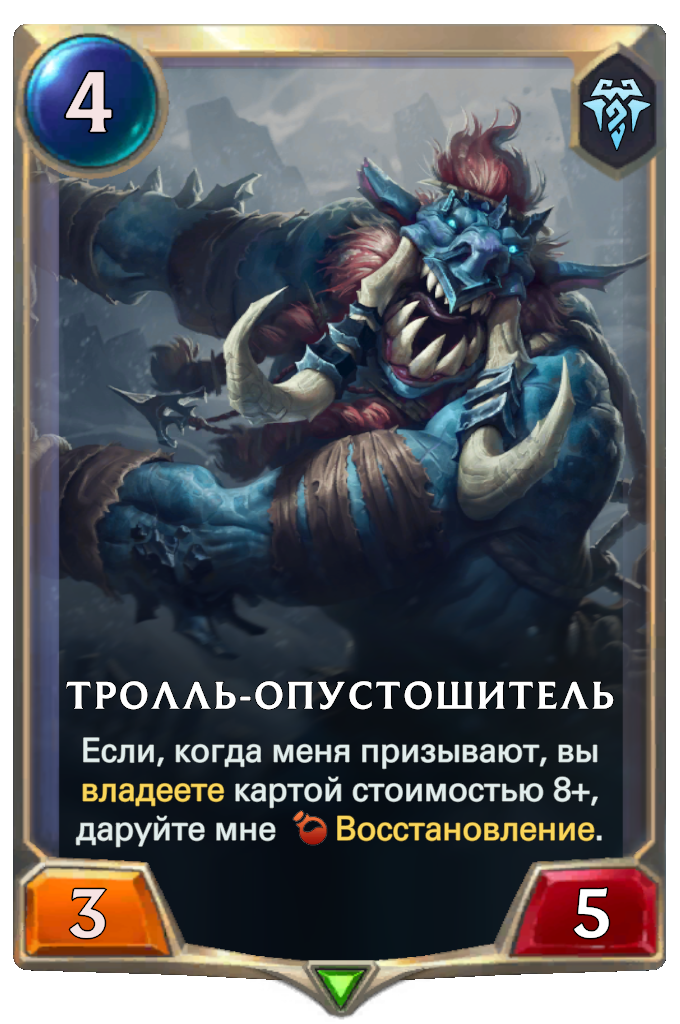 4
ТРОЛЛЬ-ОПУСТОШИТЕЛЬ
Если, когда меня призывают, вы
владеете картой стоимостью 8+,
даруйте мне Восстановление.
3
5